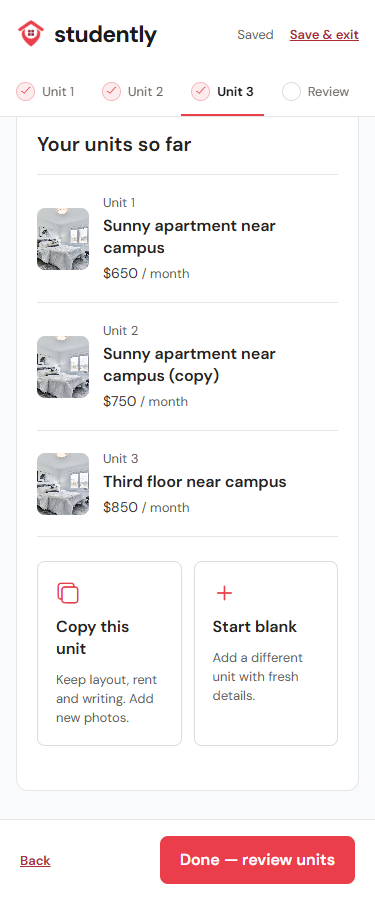 studently
Saved
Save & exit
Unit 1
Unit 2
Unit 3
Review
Your units so far
Unit 1
Sunny apartment near
campus
$650 / month
Unit 2
Sunny apartment near
campus (copy)
$750 / month
Unit 3
Third floor near campus
$850 / month
Copy this
unit
Keep layout, rent
and writing. Add
new photos.
Start blank
Add a different
unit with fresh
details.
Back
Done — review units